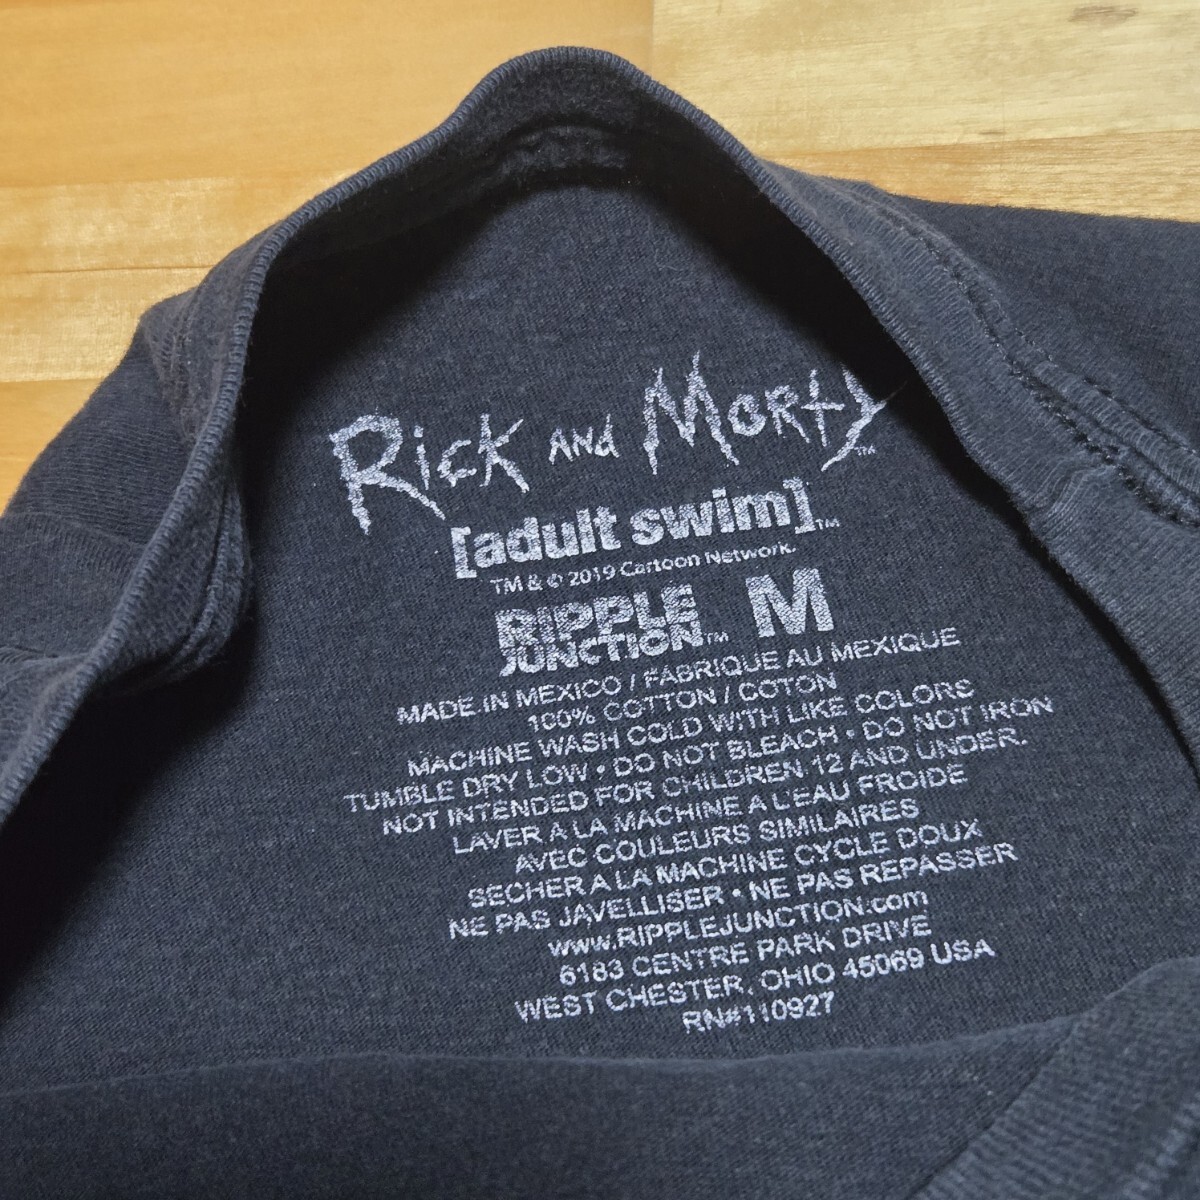 Rick and Morty™
[adult swim]™
TM & © 2019 Cartoon Network.
RIPPLE
JUNCTION™ M
MADE IN MEXICO / FABRIQUE AU MEXIQUE
100% COTTON / COTON
MACHINE WASH COLD WITH LIKE COLORS
TUMBLE DRY LOW • DO NOT BLEACH • DO NOT IRON
NOT INTENDED FOR CHILDREN 12 AND UNDER.
LAVER A LA MACHINE A L'EAU FROIDE
AVEC COULEURS SIMILAIRES
SECHER A LA MACHINE CYCLE DOUX
NE PAS JAVELLISER • NE PAS REPASSER
www.RIPPLEJUNCTION.com
6183 CENTRE PARK DRIVE
WEST CHESTER, OHIO 45069 USA
RN#110927